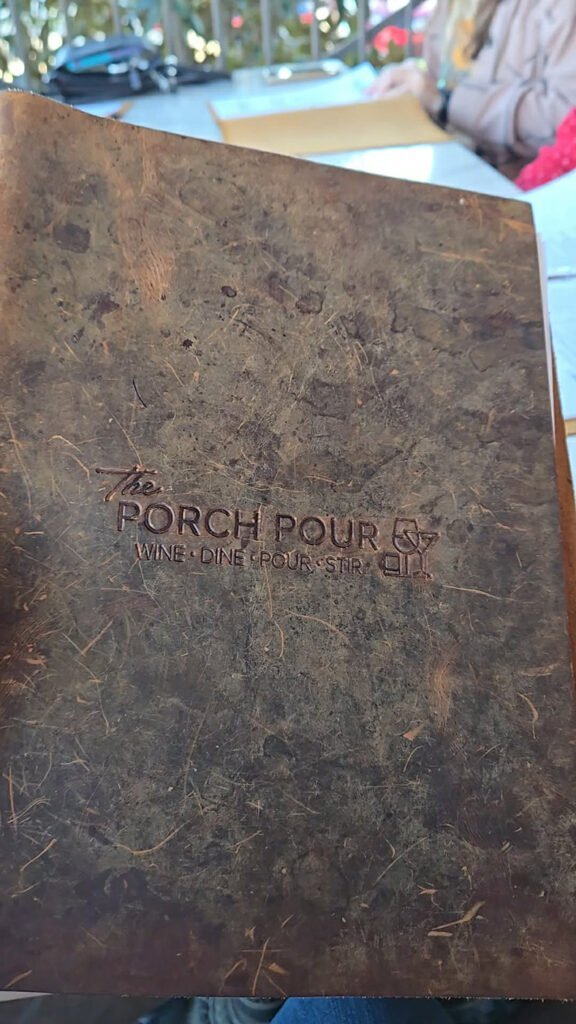 The
PORCH POUR
WINE • DINE • POUR • STIR